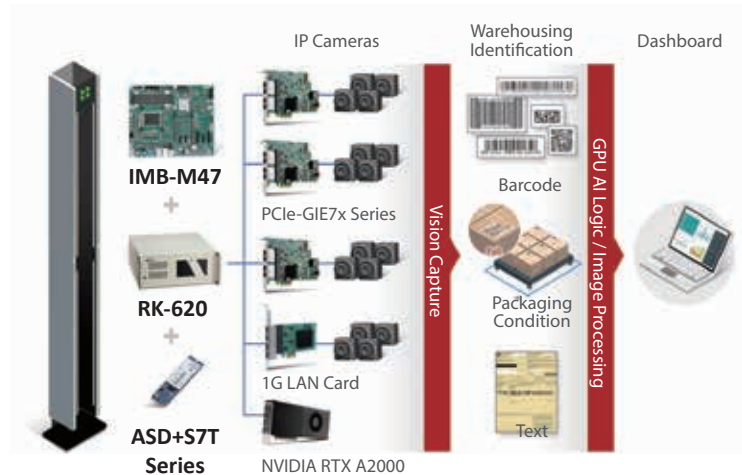 IP Cameras
Warehousing
Identification
Dashboard
IMB-M47
+
RK-620
+
ASD+S7T
Series
PCIe-GIE7x Series
1G LAN Card
NVIDIA RTX A2000
Vision Capture
Barcode
Packaging
Condition
Text
GPU AI Logic / Image Processing